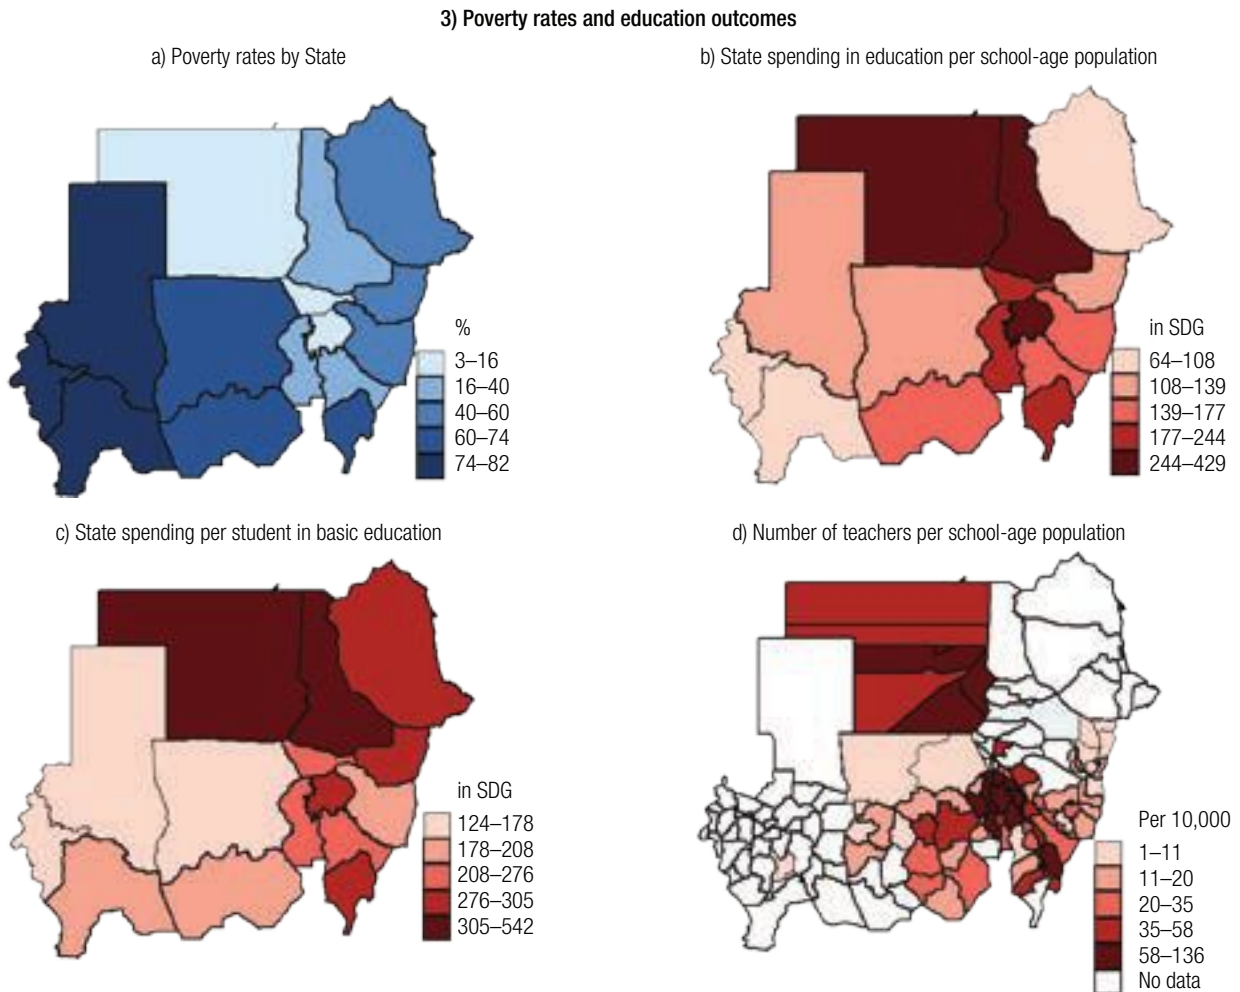 3) Poverty rates and education outcomes
a) Poverty rates by State
%
3–16
16–40
40–60
60–74
74–82
b) State spending in education per school-age population
in SDG
64–108
108–139
139–177
177–244
244–429
c) State spending per student in basic education
in SDG
124–178
178–208
208–276
276–305
305–542
d) Number of teachers per school-age population
Per 10,000
1–11
11–20
20–35
35–58
58–136
No data